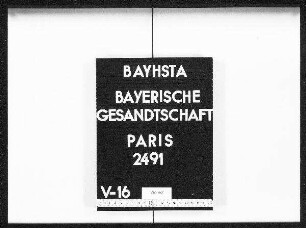 BAYHSTA
BAYERISCHE
GESANDTSCHAFT
PARIS
2491
V-16